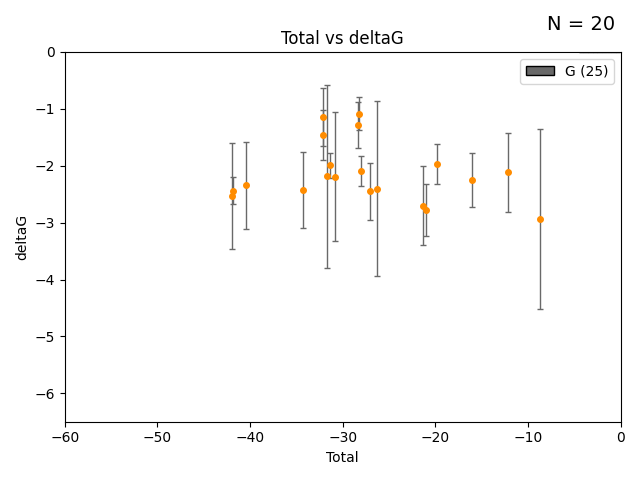 N = 20
Total vs deltaG
G (25)
0
−1
−2
−3
−4
−5
−6
deltaG
−60 −50 −40 −30 −20 −10 0
Total